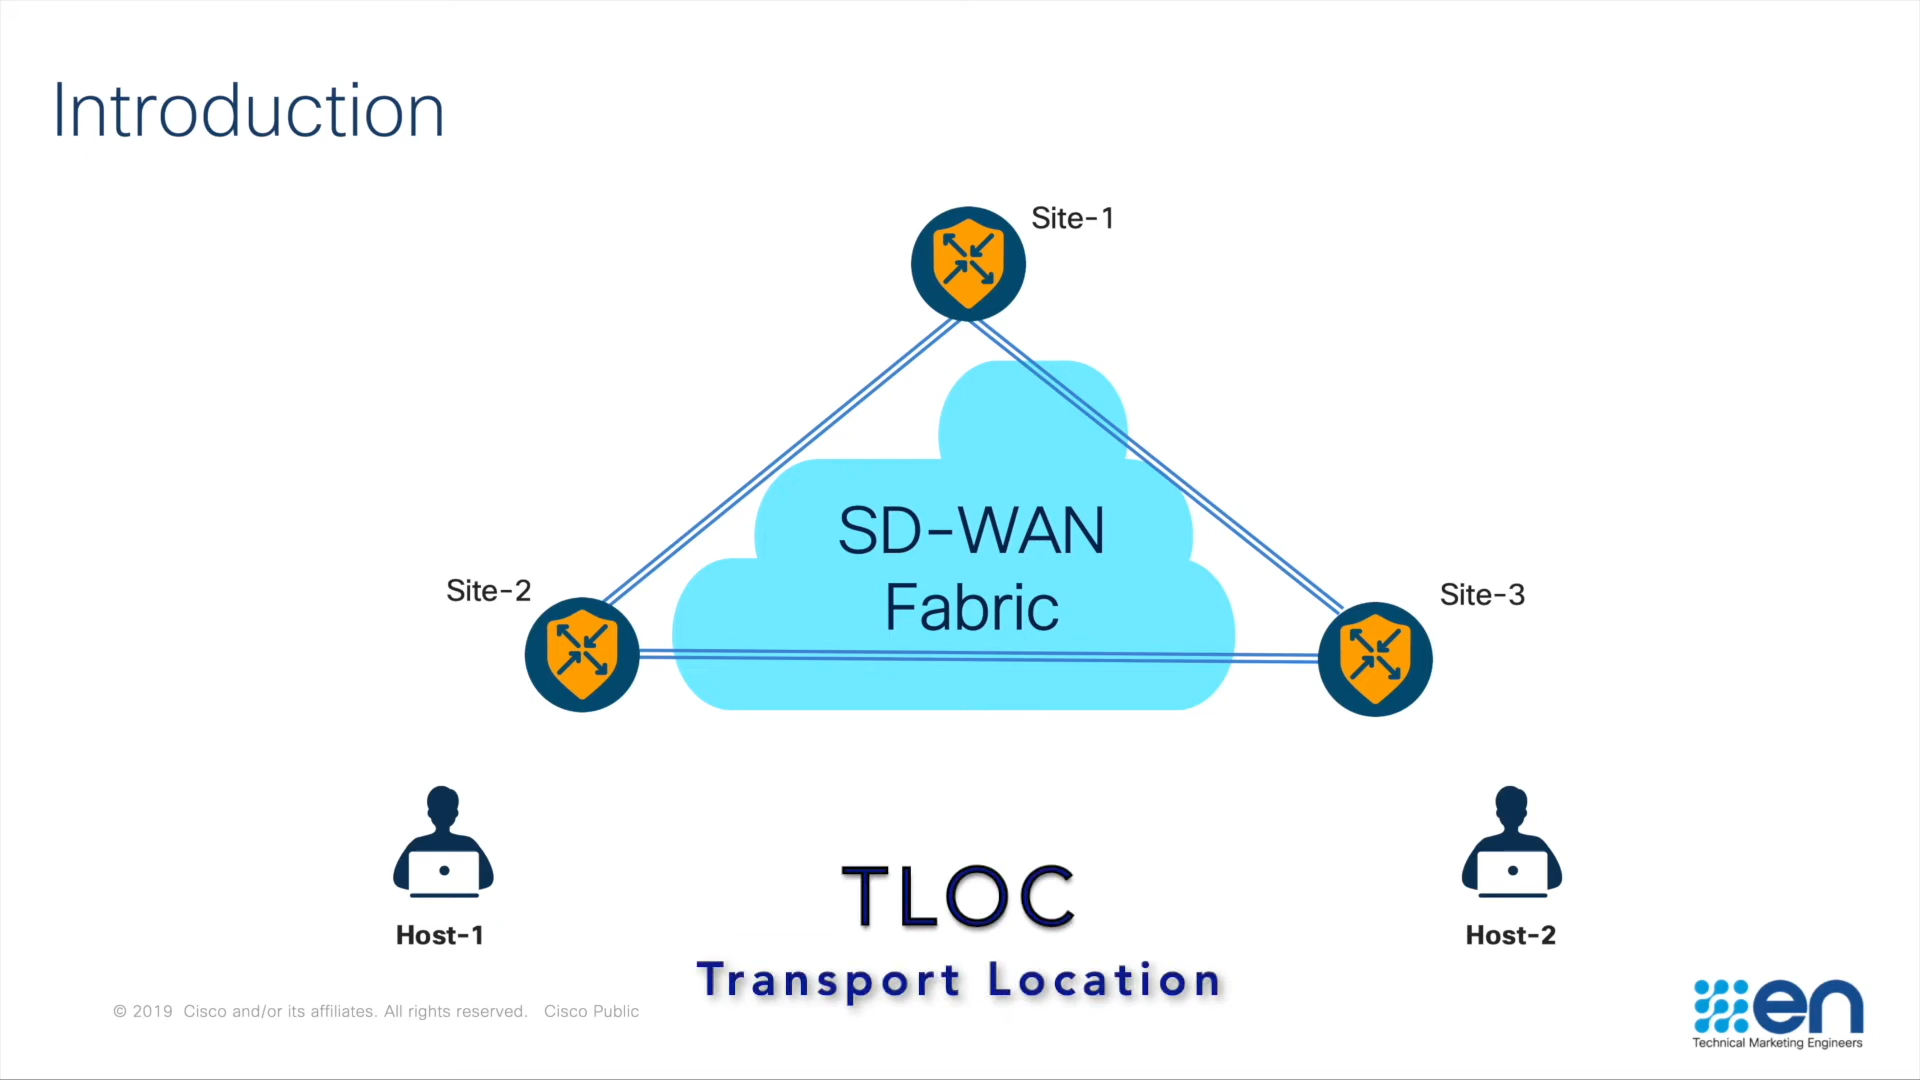 Introduction
Site-1
SD-WAN
Fabric
Site-2
Site-3
Host-1
TLOC
Host-2
Transport Location
© 2019 Cisco and/or its affiliates. All rights reserved. Cisco Public
en
Technical Marketing Engineers